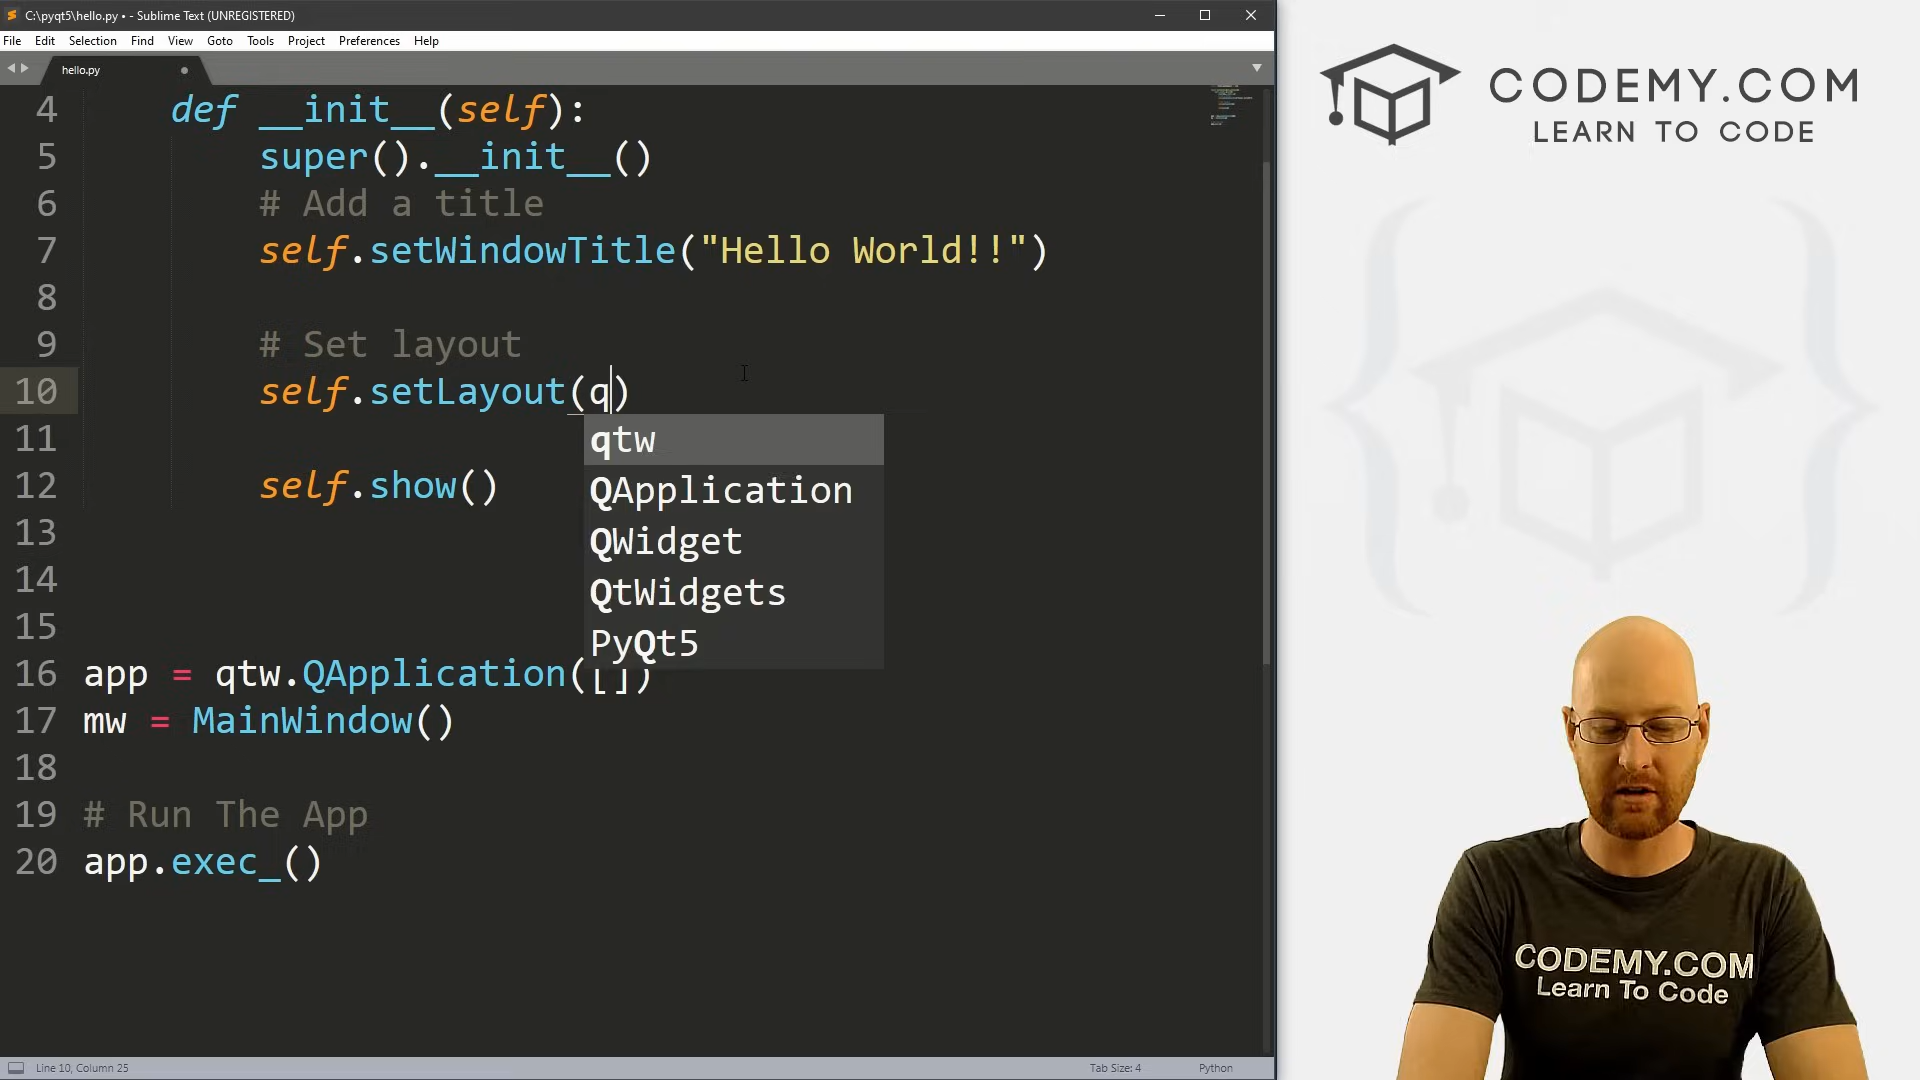 C:\pyqt5\hello.py • - Sublime Text (UNREGISTERED)
File Edit Selection Find View Goto Tools Project Preferences Help
hello.py
4 def __init__(self):
5 super().__init__()
6 # Add a title
7 self.setWindowTitle("Hello World!!")
8
9 # Set layout
10 self.setLayout(q)
11
12 self.show()
13
14
15
16 app = qtw.QApplication([])
17 mw = MainWindow()
18
19 # Run The App
20 app.exec_()
qtw
QApplication
QWidget
QtWidgets
PyQt5
Line 10, Column 25
Tab Size: 4
Python
CODEMY.COM
LEARN TO CODE
CODEMY.COM
Learn To Code